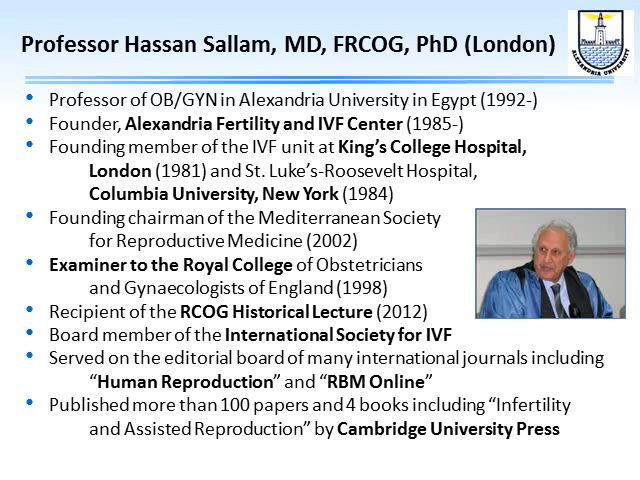 Professor Hassan Sallam, MD, FRCOG, PhD (London)
ALEXANDRIA UNIVERSITY
• Professor of OB/GYN in Alexandria University in Egypt (1992-)
• Founder, Alexandria Fertility and IVF Center (1985-)
• Founding member of the IVF unit at King's College Hospital,
London (1981) and St. Luke's-Roosevelt Hospital,
Columbia University, New York (1984)
• Founding chairman of the Mediterranean Society
for Reproductive Medicine (2002)
• Examiner to the Royal College of Obstetricians
and Gynaecologists of England (1998)
• Recipient of the RCOG Historical Lecture (2012)
• Board member of the International Society for IVF
• Served on the editorial board of many international journals including
“Human Reproduction” and “RBM Online”
• Published more than 100 papers and 4 books including “Infertility
and Assisted Reproduction” by Cambridge University Press